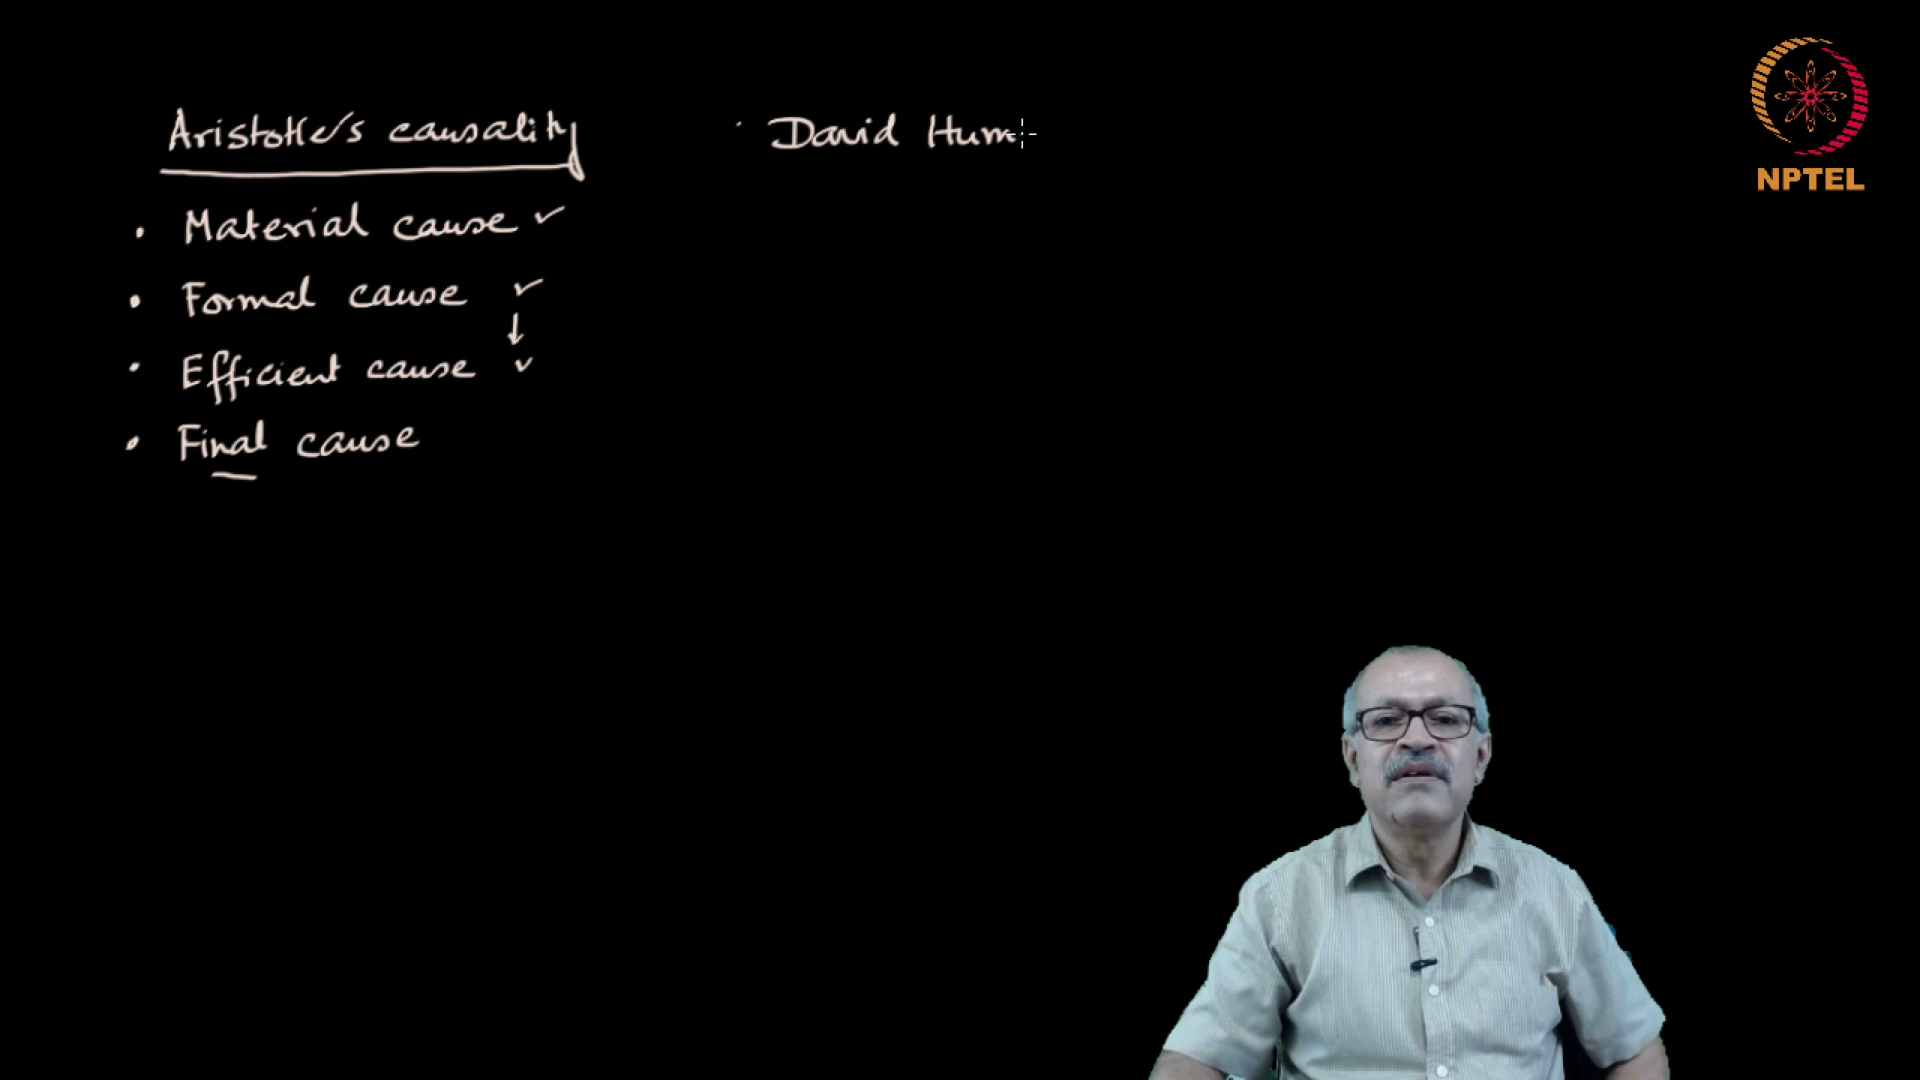 Aristotle's causality
• Material cause ✓
• Formal cause ✓
↓
• Efficient cause ✓
• Final cause
· David Hum
NPTEL